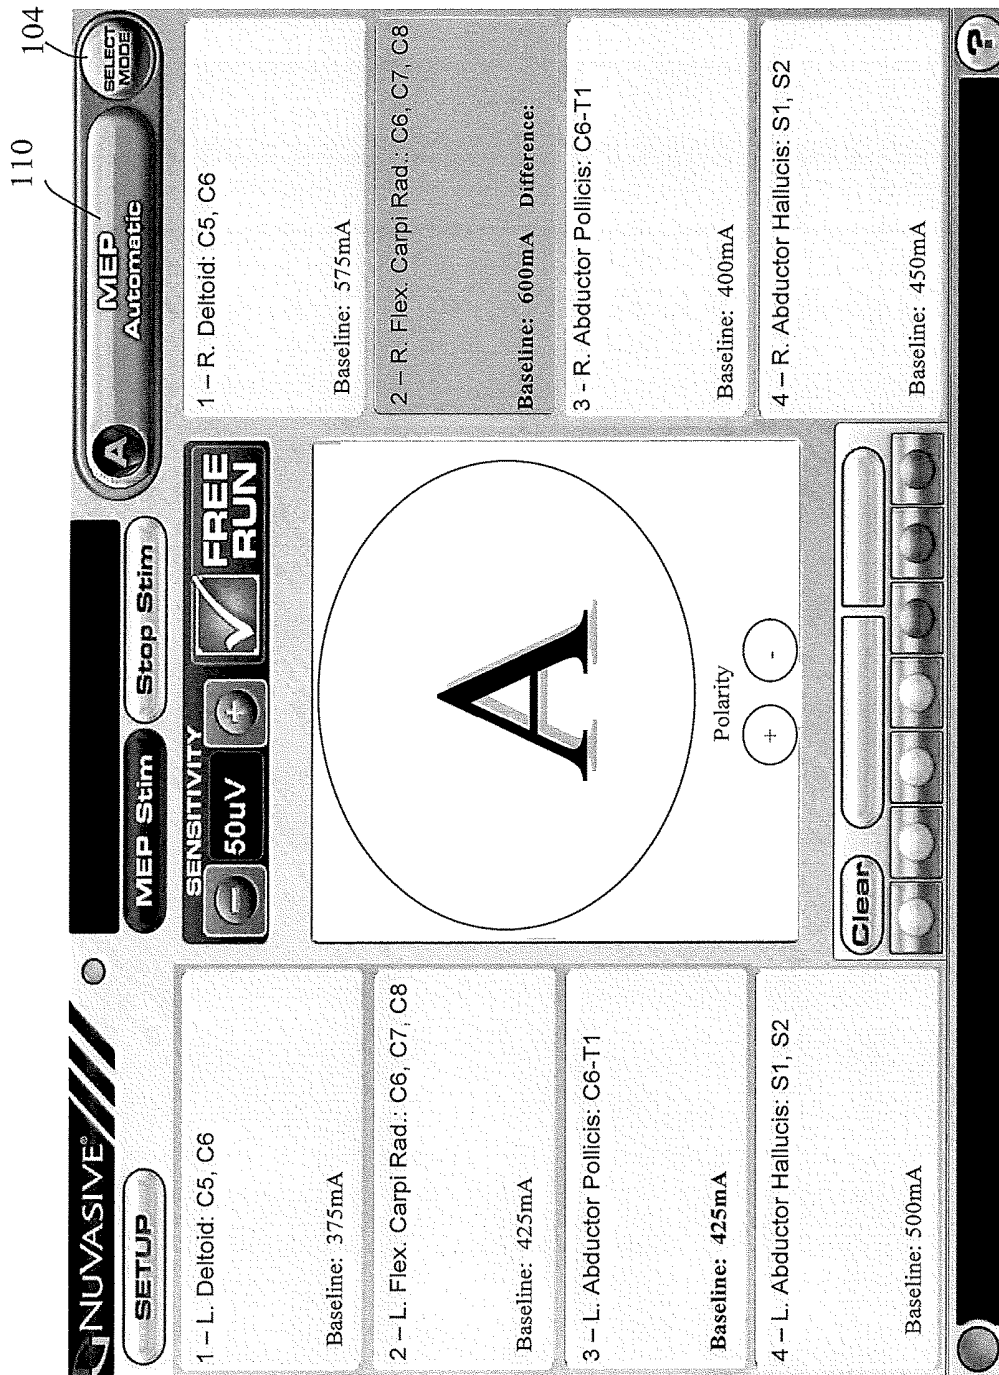 110
104
NUVASIVE®
SETUP
MEP Stim
Stop Stim
A
MEP
Automatic
SELECT
MODE
SENSITIVITY
−
50uV
+
FREE
RUN
1 – L. Deltoid: C5, C6
Baseline: 375mA
2 – L. Flex. Carpi Rad.: C6, C7, C8
Baseline: 425mA
3 – L. Abductor Pollicis: C6-T1
Baseline: 425mA
4 – L. Abductor Hallucis: S1, S2
Baseline: 500mA
A
Polarity
+ -
Clear
1 – R. Deltoid: C5, C6
Baseline: 575mA
2 – R. Flex. Carpi Rad.: C6, C7, C8
Baseline: 600mA Difference:
3 - R. Abductor Pollicis: C6-T1
Baseline: 400mA
4 – R. Abductor Hallucis: S1, S2
Baseline: 450mA
?